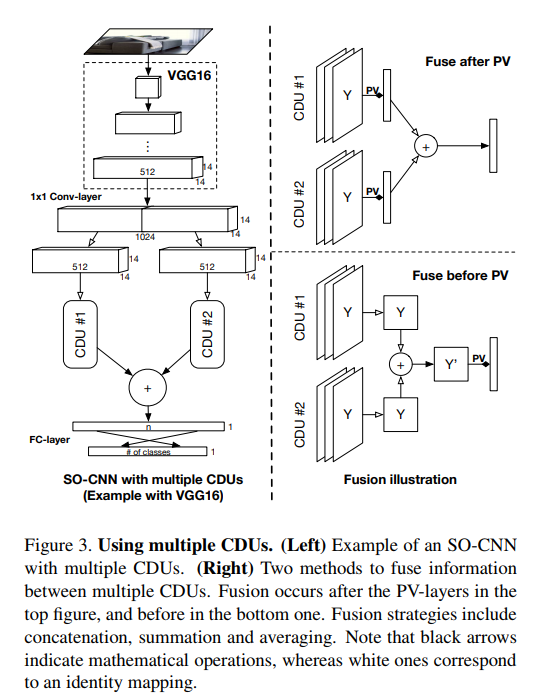 VGG16
⋮
512
14
14
1x1 Conv-layer
1024
14
14
512
14
14
512
14
14
CDU #1
CDU #2
+
n
1
FC-layer
# of classes
1
SO-CNN with multiple CDUs
(Example with VGG16)
Fuse after PV
CDU #1
Y
PV
+
CDU #2
Y
PV
Fuse before PV
CDU #1
Y
Y
+
Y'
PV
CDU #2
Y
Y
Fusion illustration
Figure 3. Using multiple CDUs. (Left) Example of an SO-CNN
with multiple CDUs. (Right) Two methods to fuse information
between multiple CDUs. Fusion occurs after the PV-layers in the
top figure, and before in the bottom one. Fusion strategies include
concatenation, summation and averaging. Note that black arrows
indicate mathematical operations, whereas white ones correspond
to an identity mapping.